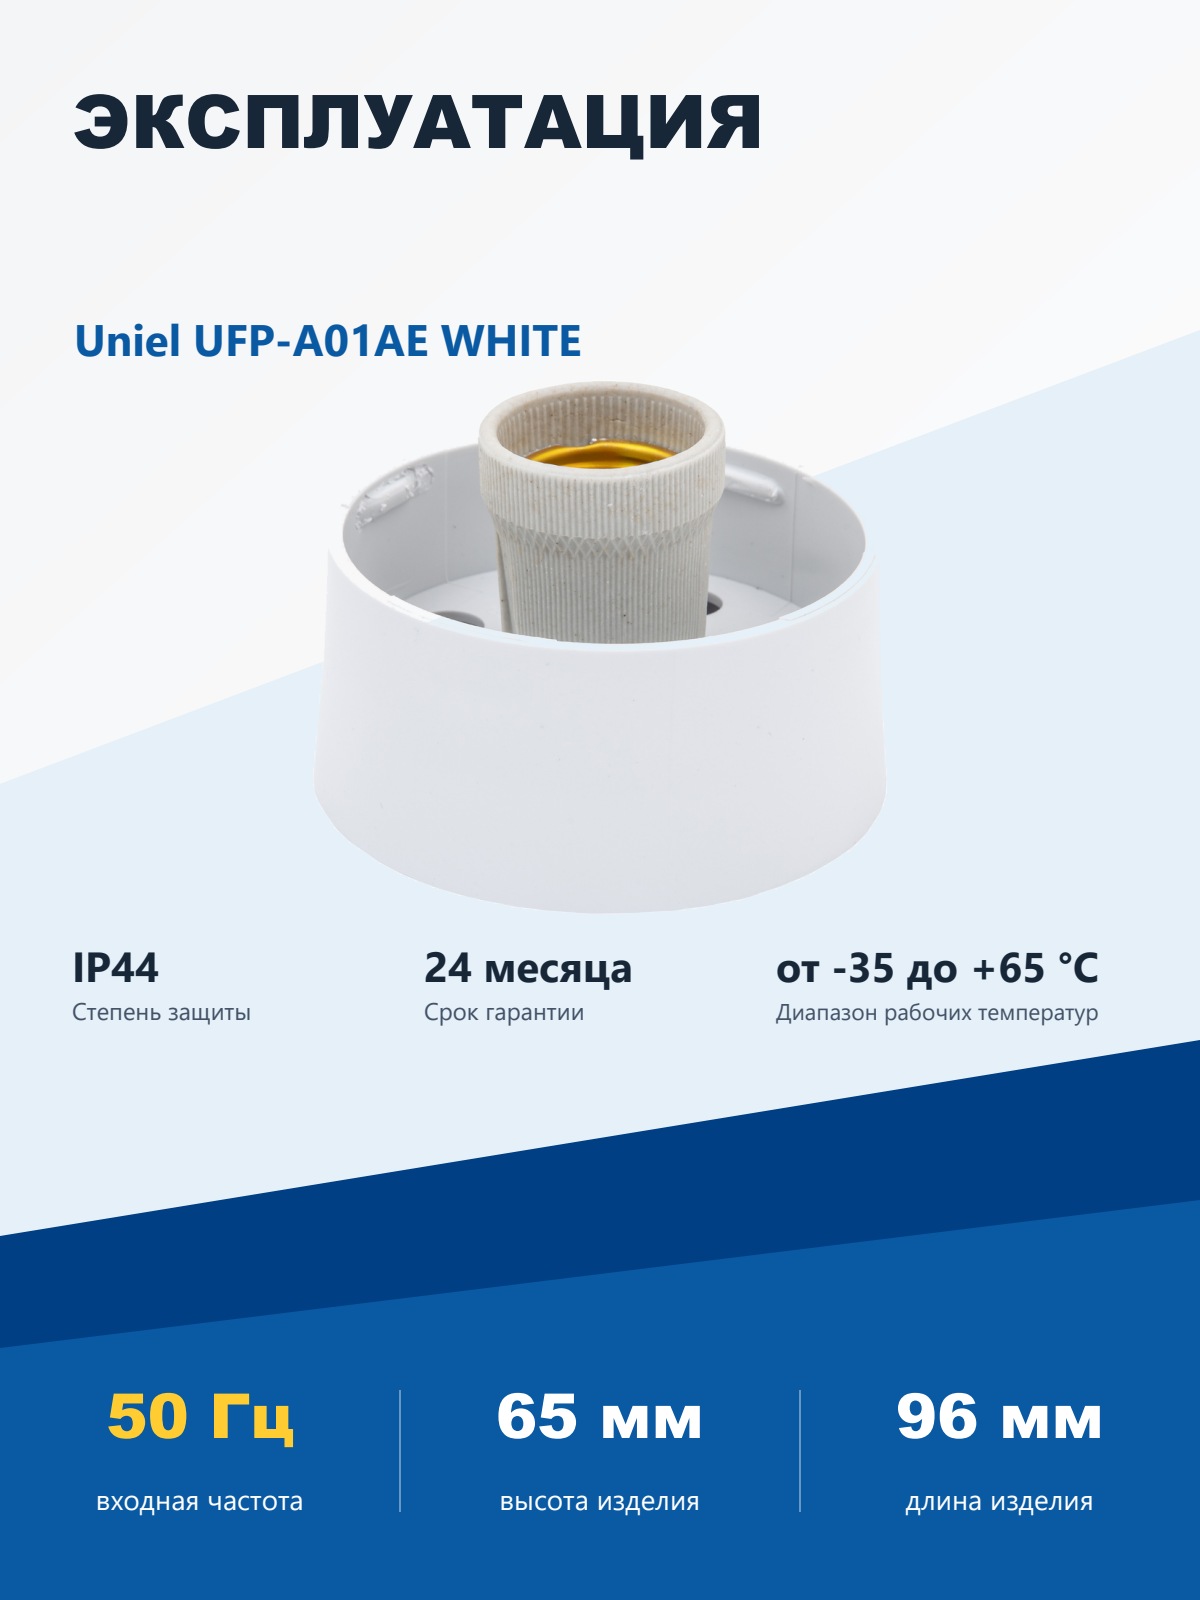 ЭКСПЛУАТАЦИЯ
Uniel UFP-A01AE WHITE
IP44
Степень защиты
24 месяца
Срок гарантии
от -35 до +65 °C
Диапазон рабочих температур
50 Гц
входная частота
65 мм
высота изделия
96 мм
длина изделия